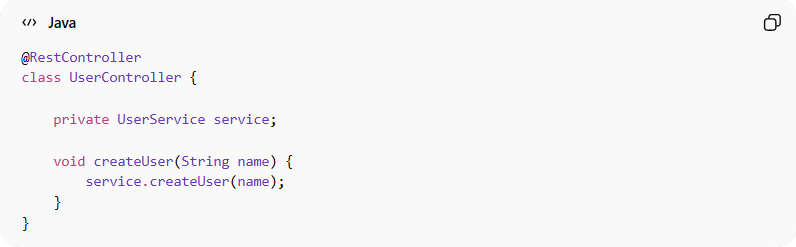 </> Java
@RestController
class UserController {
private UserService service;
void createUser(String name) {
service.createUser(name);
}
}